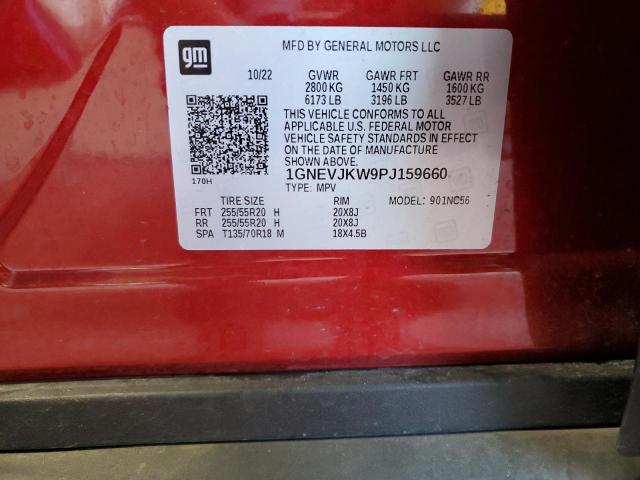 gm
MFD BY GENERAL MOTORS LLC
10/22 GVWR GAWR FRT GAWR RR
2800 KG 1450 KG 1600 KG
6173 LB 3196 LB 3527 LB
THIS VEHICLE CONFORMS TO ALL
APPLICABLE U.S. FEDERAL MOTOR
VEHICLE SAFETY STANDARDS IN EFFECT
ON THE DATE OF MANUFACTURE
SHOWN ABOVE.
170H 1GNEVJKW9PJ159660
TYPE: MPV
TIRE SIZE RIM MODEL: 901NC56
FRT 255/55R20 H 20X8J
RR 255/55R20 H 20X8J
SPA T135/70R18 M 18X4.5B